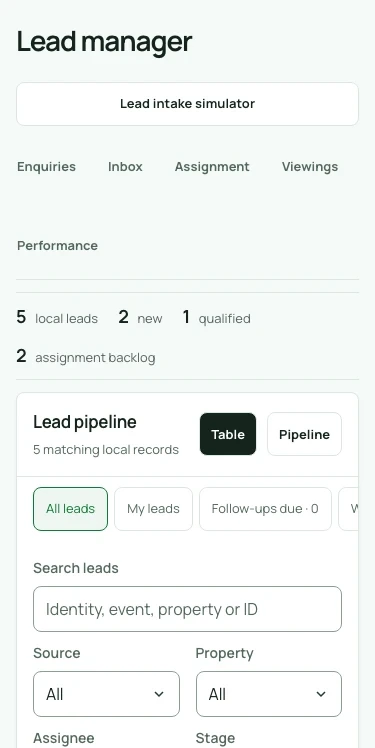 Lead manager
Lead intake simulator
Enquiries Inbox Assignment Viewings
Performance
5 local leads 2 new 1 qualified
2 assignment backlog
Lead pipeline
5 matching local records
Table Pipeline
All leads My leads Follow-ups due · 0
Search leads
Identity, event, property or ID
Source Property
All All
Assignee Stage